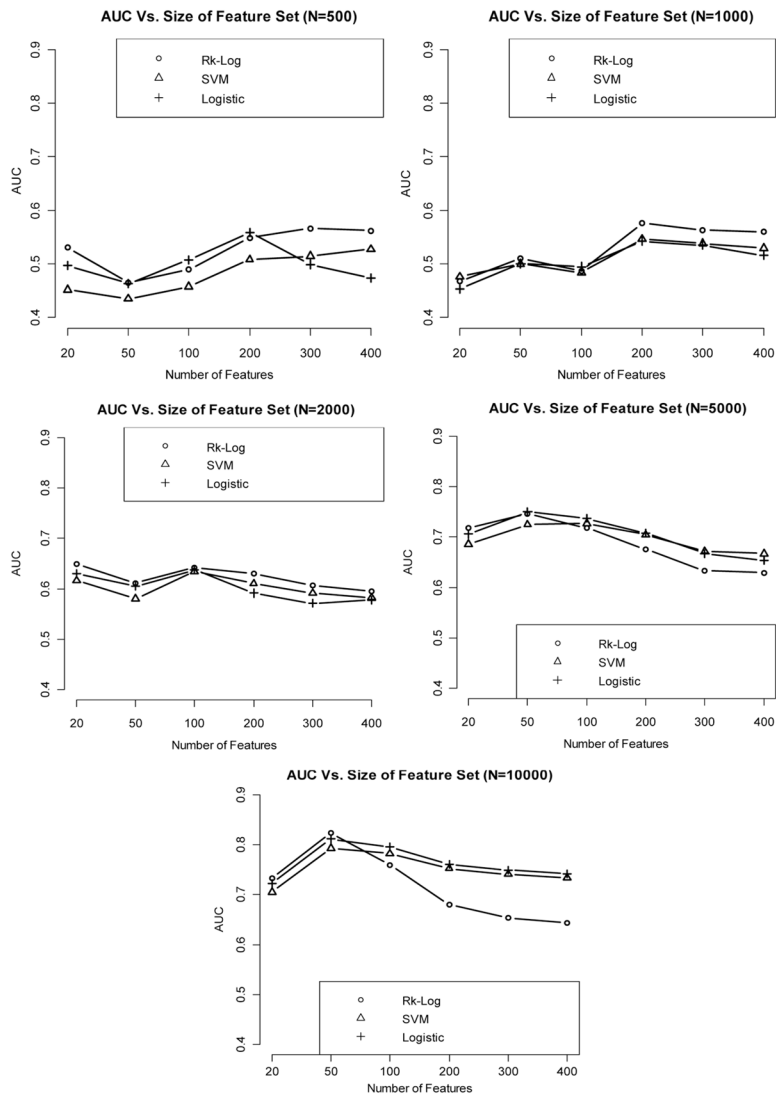 AUC Vs. Size of Feature Set (N=500)
Rk-Log
SVM
Logistic
AUC
0.9
0.8
0.7
0.6
0.5
0.4
20 50 100 200 300 400
Number of Features
AUC Vs. Size of Feature Set (N=1000)
Rk-Log
SVM
Logistic
AUC
0.9
0.8
0.7
0.6
0.5
0.4
20 50 100 200 300 400
Number of Features
AUC Vs. Size of Feature Set (N=2000)
Rk-Log
SVM
Logistic
AUC
0.9
0.8
0.7
0.6
0.5
0.4
20 50 100 200 300 400
Number of Features
AUC Vs. Size of Feature Set (N=5000)
AUC
0.9
0.8
0.7
0.6
0.5
0.4
Rk-Log
SVM
Logistic
20 50 100 200 300 400
Number of Features
AUC Vs. Size of Feature Set (N=10000)
AUC
0.9
0.8
0.7
0.6
0.5
0.4
Rk-Log
SVM
Logistic
20 50 100 200 300 400
Number of Features